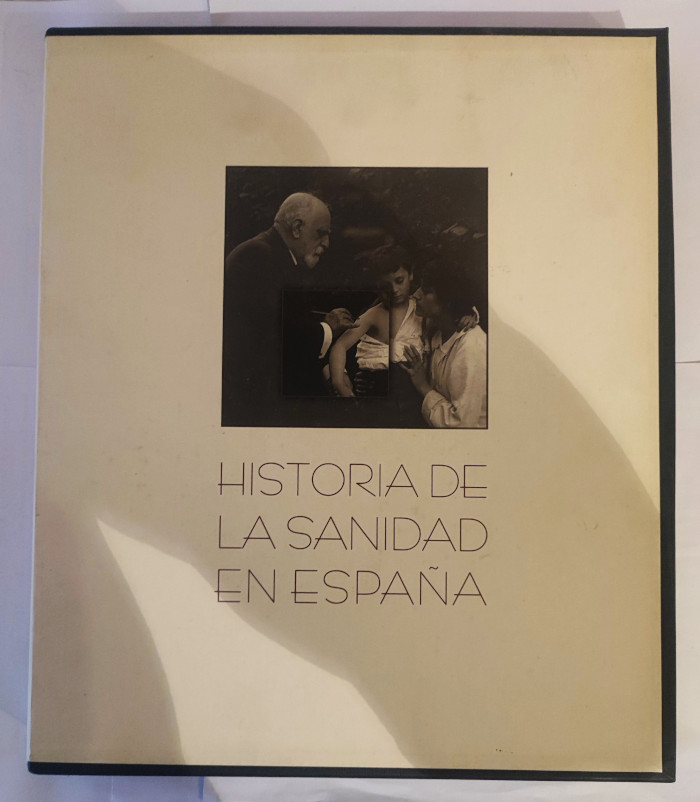 HISTORIA DE
LA SANIDAD
EN ESPAÑA